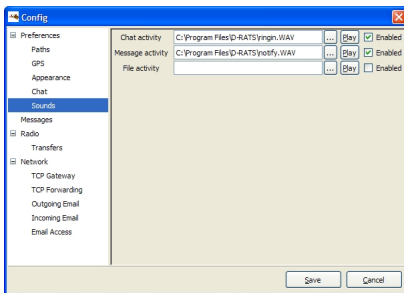 Config
Preferences
Paths
GPS
Appearance
Chat
Sounds
Messages
Radio
Transfers
Network
TCP Gateway
TCP Forwarding
Outgoing Email
Incoming Email
Email Access
Chat activity C:\Program Files\D-RATS\ringin.WAV ... Play Enabled
Message activity C:\Program Files\D-RATS\notify.WAV ... Play Enabled
File activity ... Play Enabled
Save Cancel